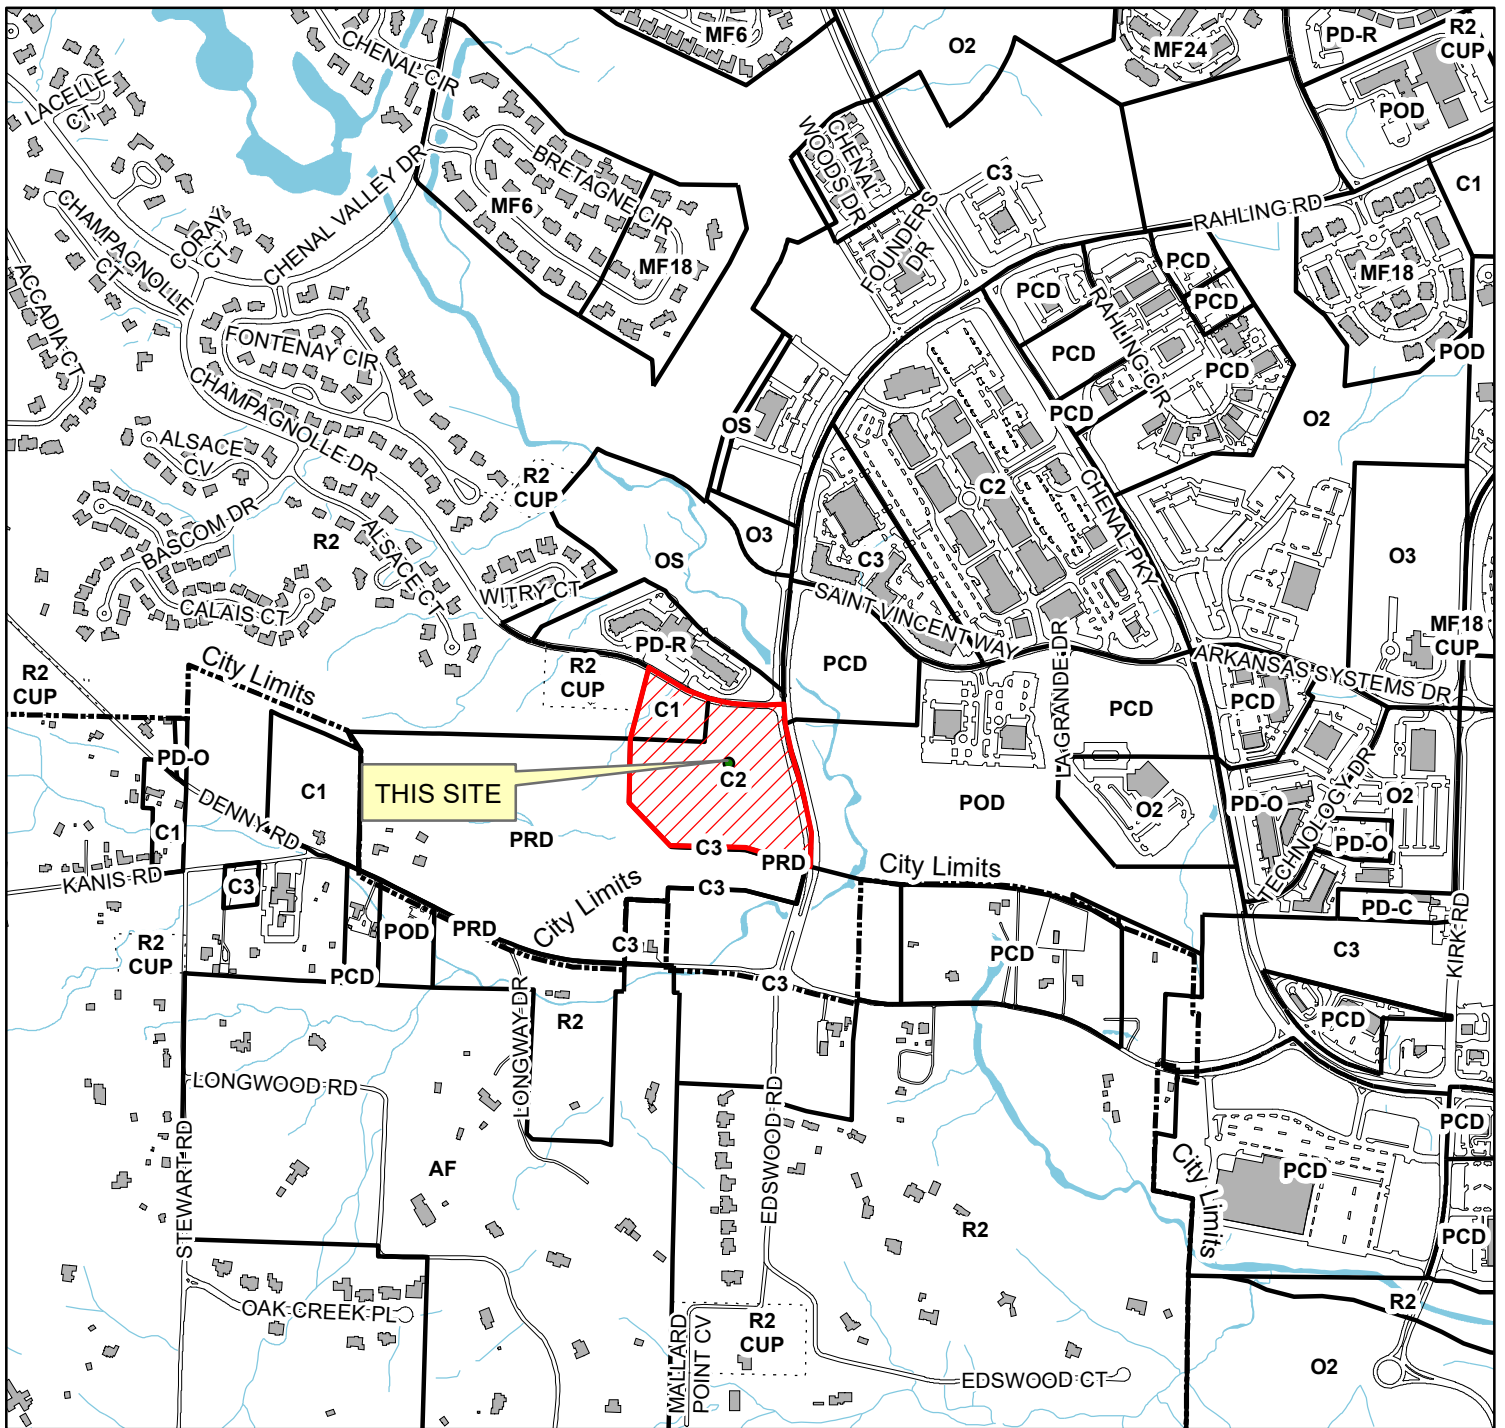 MF6
O2
MF24
PD-R
R2
CUP
CHENAL CIR
LACELLE
CT
POD
CHENAL
WOODS DR
BRETAGNE CIR
C3
C1
CHAMPAGNOLLE
CT
CORAY
CT
CHENAL VALLEY DR
MF6
FOUNDERS
DR
RAHLING RD
MF18
PCD
MF18
ACCADIA CT
PCD
RAHLING CIR
PCD
FONTENAY CIR
PCD
PCD
POD
CHAMPAGNOLLE DR
PCD
O2
OS
ALSACE
CV
R2
CUP
C2
CHENAL PKY
BASCOM DR
R2
ALSACE CT
O3
C3
O3
OS
WITRY CT
SAINT VINCENT WAY
CALAIS CT
MF18
CUP
PD-R
LAGRANDE DR
ARKANSAS SYSTEMS DR
R2
CUP
City Limits
R2
CUP
PCD
PCD
PCD
C1
PD-O
THIS SITE
C2
C1
DENNY RD
PRD
POD
O2
PD-O
TECHNOLOGY DR
O2
C1
C3
PRD
PD-O
KANIS RD
C3
City Limits
C3
City Limits
PD-C
KIRK RD
R2
CUP
POD
PRD
C3
PCD
C3
PCD
C3
R2
PCD
LONGWAY DR
LONGWOOD RD
EDSWOOD RD
STEWART RD
AF
PCD
City Limits
PCD
R2
PCD
OAK CREEK PL
MALLARD
POINT CV
R2
CUP
R2
EDSWOOD CT
O2